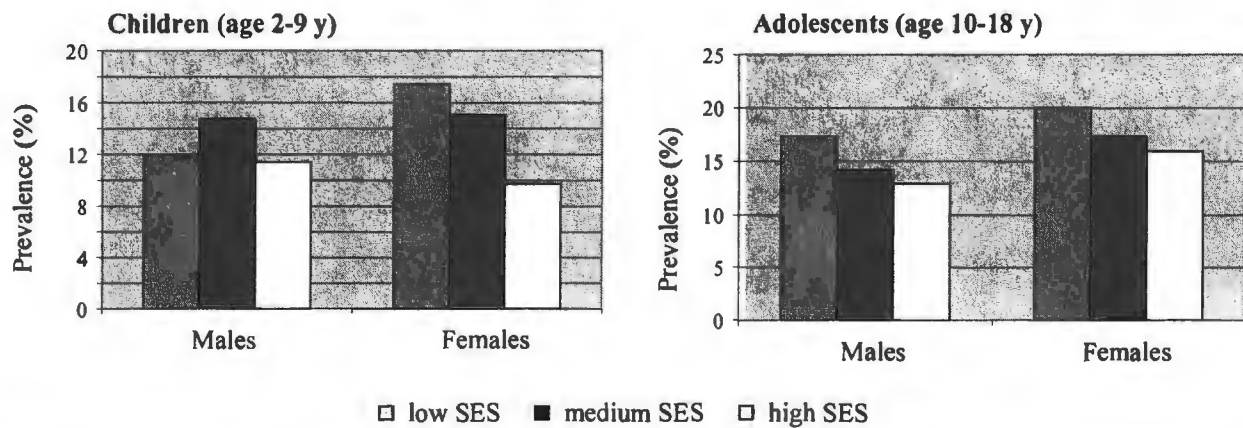 Children (age 2-9 y)
Prevalence (%)
20
16
12
8
4
0
Males Females
Adolescents (age 10-18 y)
Prevalence (%)
25
20
15
10
5
0
Males Females
low SES medium SES high SES